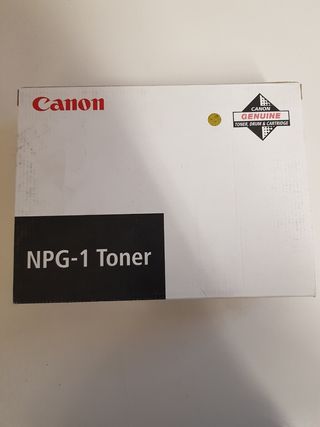 Canon
CANON
GENUINE
TONER, DRUM & CARTRIDGE
NPG-1 Toner